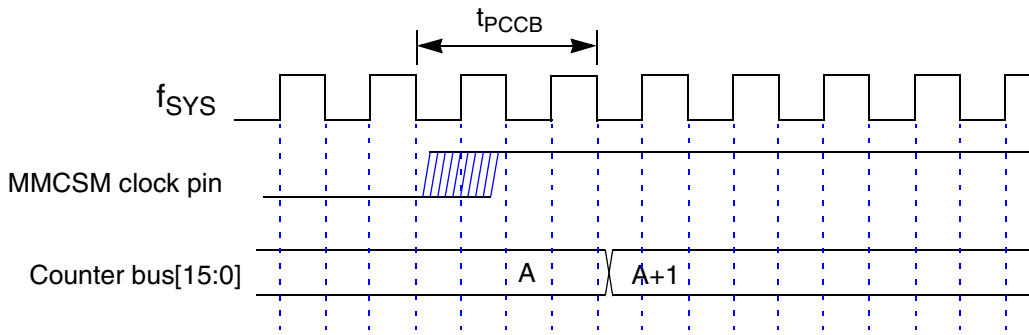 tPCCB
fSYS
MMCSM clock pin
Counter bus[15:0]
A
A+1